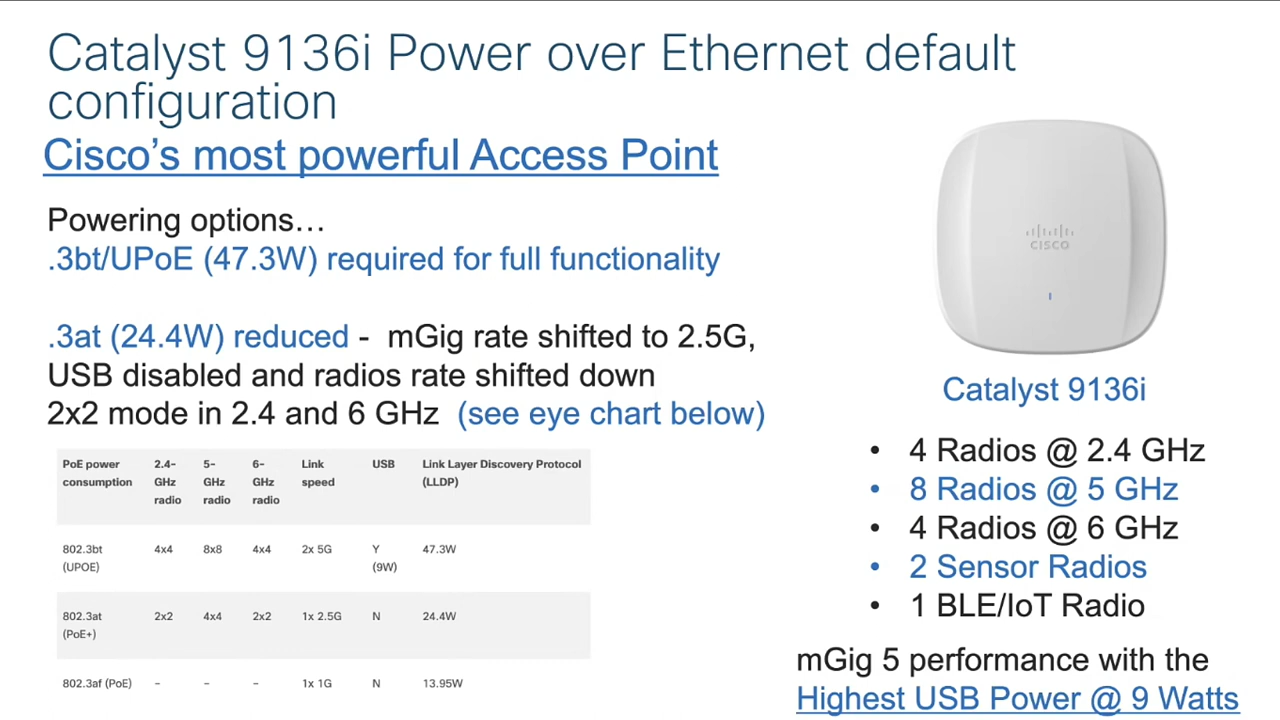 Catalyst 9136i Power over Ethernet default
configuration
Cisco's most powerful Access Point
Powering options…
.3bt/UPoE (47.3W) required for full functionality
.3at (24.4W) reduced - mGig rate shifted to 2.5G,
USB disabled and radios rate shifted down
2x2 mode in 2.4 and 6 GHz (see eye chart below)
PoE power 2.4- 5- 6- Link USB Link Layer Discovery Protocol
consumption GHz GHz GHz speed (LLDP)
radio radio radio
802.3bt 4x4 8x8 4x4 2x 5G Y 47.3W
(UPOE) (9W)
802.3at 2x2 4x4 2x2 1x 2.5G N 24.4W
(PoE+)
802.3af (PoE) – – – 1x 1G N 13.95W
CISCO
Catalyst 9136i
• 4 Radios @ 2.4 GHz
• 8 Radios @ 5 GHz
• 4 Radios @ 6 GHz
• 2 Sensor Radios
• 1 BLE/IoT Radio
mGig 5 performance with the
Highest USB Power @ 9 Watts